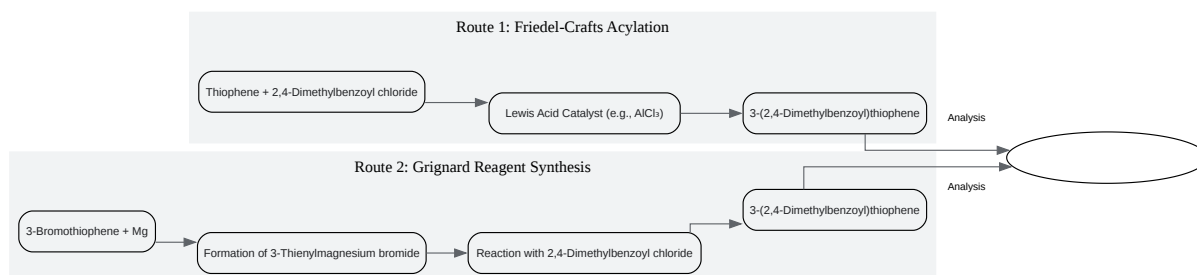 Route 1: Friedel-Crafts Acylation
Thiophene + 2,4-Dimethylbenzoyl chloride
Lewis Acid Catalyst (e.g., AlCl₃)
3-(2,4-Dimethylbenzoyl)thiophene
Analysis
Route 2: Grignard Reagent Synthesis
3-Bromothiophene + Mg
Formation of 3-Thienylmagnesium bromide
Reaction with 2,4-Dimethylbenzoyl chloride
3-(2,4-Dimethylbenzoyl)thiophene
Analysis